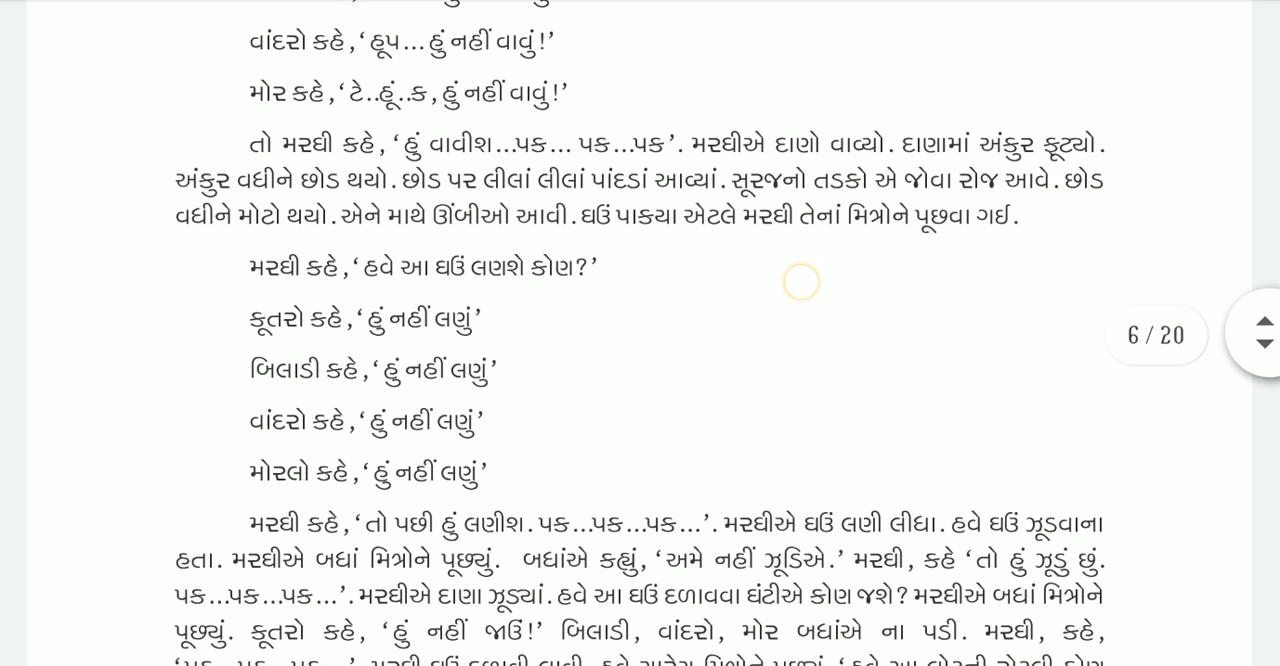 વાંદરો કહે,‘હૂપ...હું નહીં વાવું!’
મોર કહે,‘ટે..હૂં..ક, હું નહીં વાવું!’
તો મરઘી કહે, ‘હું વાવીશ...પક... પક...પક’. મરઘીએ દાણો વાવ્યો. દાણામાં અંકુર ફૂટ્યો.
અંકુર વધીને છોડ થયો. છોડ પર લીલાં લીલાં પાંદડાં આવ્યાં. સૂરજનો તડકો એ જોવા રોજ આવે. છોડ
વધીને મોટો થયો. એને માથે ઊંબીઓ આવી. ઘઉં પાક્યા એટલે મરઘી તેનાં મિત્રોને પૂછવા ગઈ.
મરઘી કહે,‘હવે આ ઘઉં લણશે કોણ?’
કૂતરો કહે,‘હું નહીં લણું’
બિલાડી કહે,‘હું નહીં લણું’
વાંદરો કહે,‘હું નહીં લણું’
મોરલો કહે,‘હું નહીં લણું’
મરઘી કહે,‘તો પછી હું લણીશ. પક...પક...પક...’. મરઘીએ ઘઉં લણી લીધા. હવે ઘઉં ઝૂડવાના
હતા. મરઘીએ બધાં મિત્રોને પૂછ્યું. બધાંએ કહ્યું, ‘અમે નહીં ઝૂડિએ.’ મરઘી, કહે ‘તો હું ઝૂડું છું.
પક...પક...પક...’. મરઘીએ દાણા ઝૂડ્યાં. હવે આ ઘઉં દળાવવા ઘંટીએ કોણ જશે? મરઘીએ બધાં મિત્રોને
પૂછ્યું. કૂતરો કહે, ‘હું નહીં જાઉં!’ બિલાડી, વાંદરો, મોર બધાંએ ના પડી. મરઘી, કહે,
6 / 20